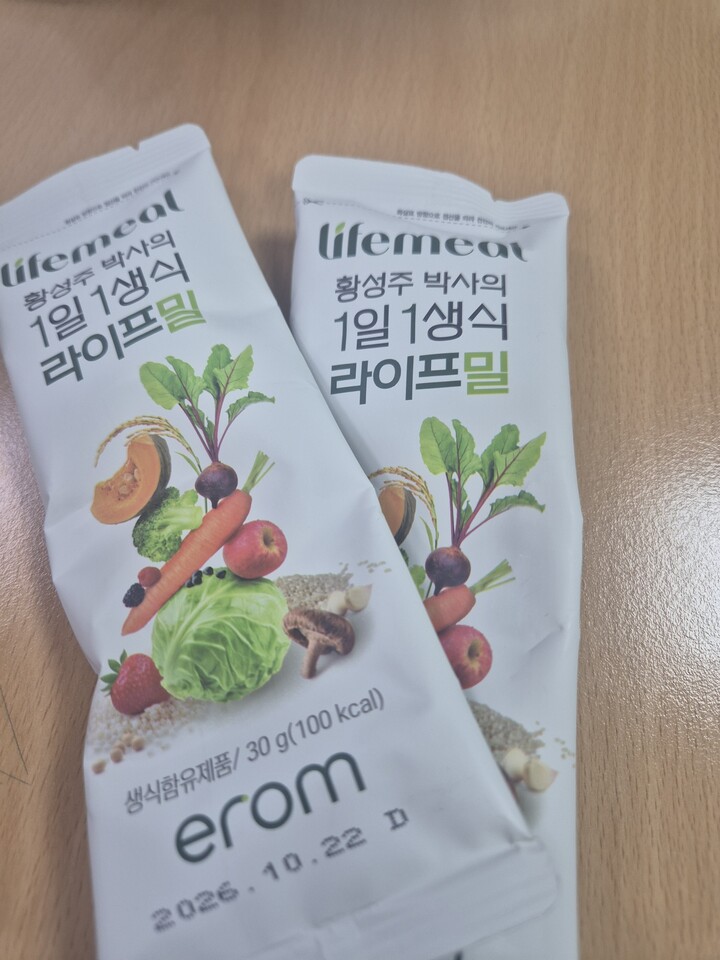 lifemeal
황성주 박사의
1일 1생식
라이프밀
생식함유제품/ 30 g(100 kcal)
erom
2026.10.22 D
lifemeal
황성주 박사의
1일 1생식
라이프밀